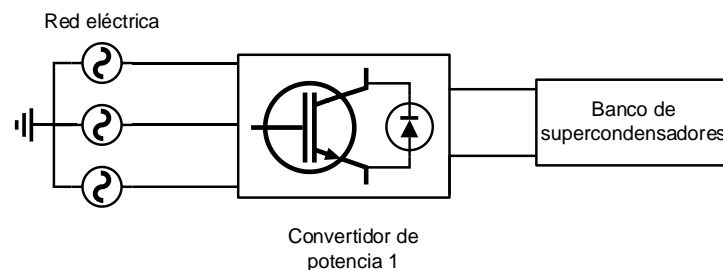 Red eléctrica
Banco de
supercondensadores
Convertidor de
potencia 1